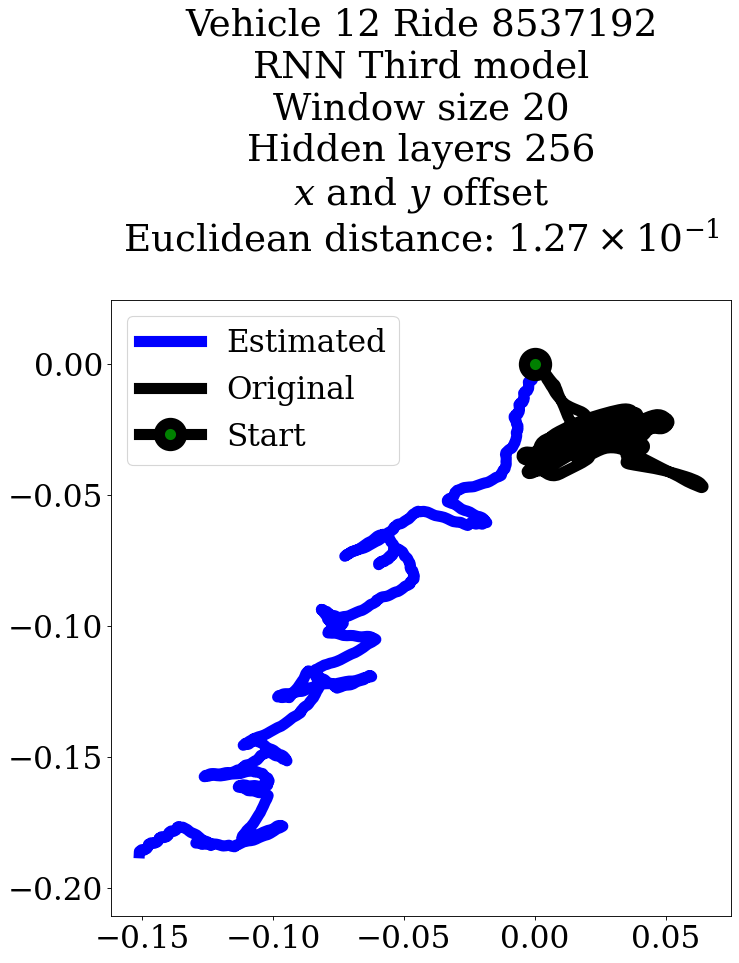 Vehicle 12 Ride 8537192
RNN Third model
Window size 20
Hidden layers 256
x and y offset
Euclidean distance: 1.27 × 10⁻¹
Estimated
Original
Start
0.00
−0.05
−0.10
−0.15
−0.20
−0.15 −0.10 −0.05 0.00 0.05